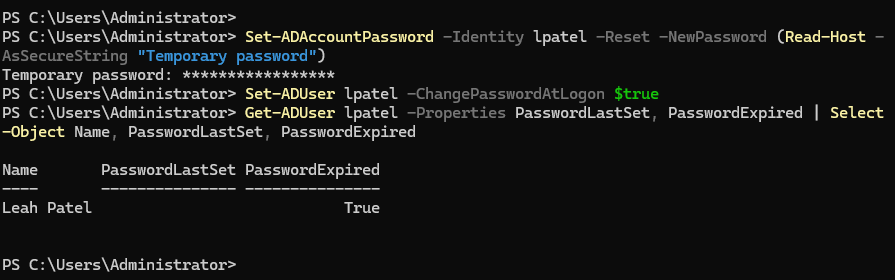 PS C:\Users\Administrator>
PS C:\Users\Administrator> Set-ADAccountPassword -Identity lpatel -Reset -NewPassword (Read-Host -
AsSecureString "Temporary password")
Temporary password: *****************
PS C:\Users\Administrator> Set-ADUser lpatel -ChangePasswordAtLogon $true
PS C:\Users\Administrator> Get-ADUser lpatel -Properties PasswordLastSet, PasswordExpired | Select
-Object Name, PasswordLastSet, PasswordExpired
Name       PasswordLastSet PasswordExpired
----       --------------- ---------------
Leah Patel                            True
PS C:\Users\Administrator>